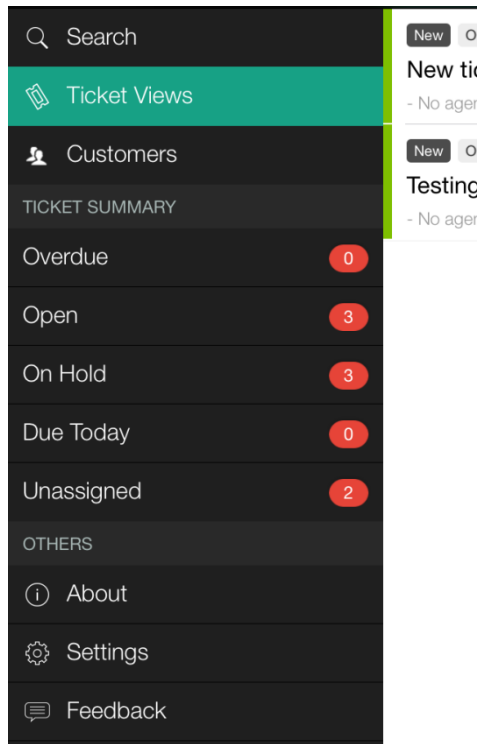 Search
Ticket Views
Customers
TICKET SUMMARY
Overdue 0
Open 3
On Hold 3
Due Today 0
Unassigned 2
OTHERS
About
Settings
Feedback
New
New
- No
New
Testing
- No